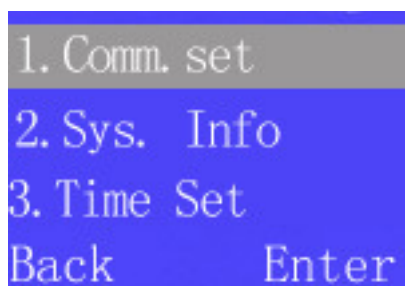 1. Comm. set
2. Sys. Info
3. Time Set
Back Enter